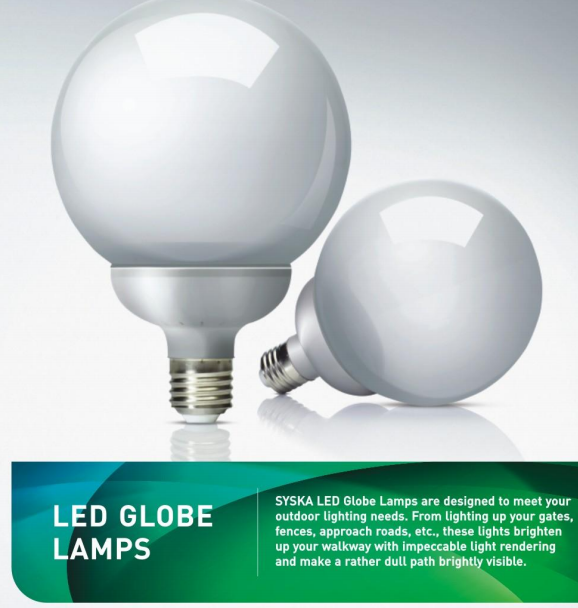 LED GLOBE
LAMPS
SYSKA LED Globe Lamps are designed to meet your
outdoor lighting needs. From lighting up your gates,
fences, approach roads, etc., these lights brighten
up your walkway with impeccable light rendering
and make a rather dull path brightly visible.